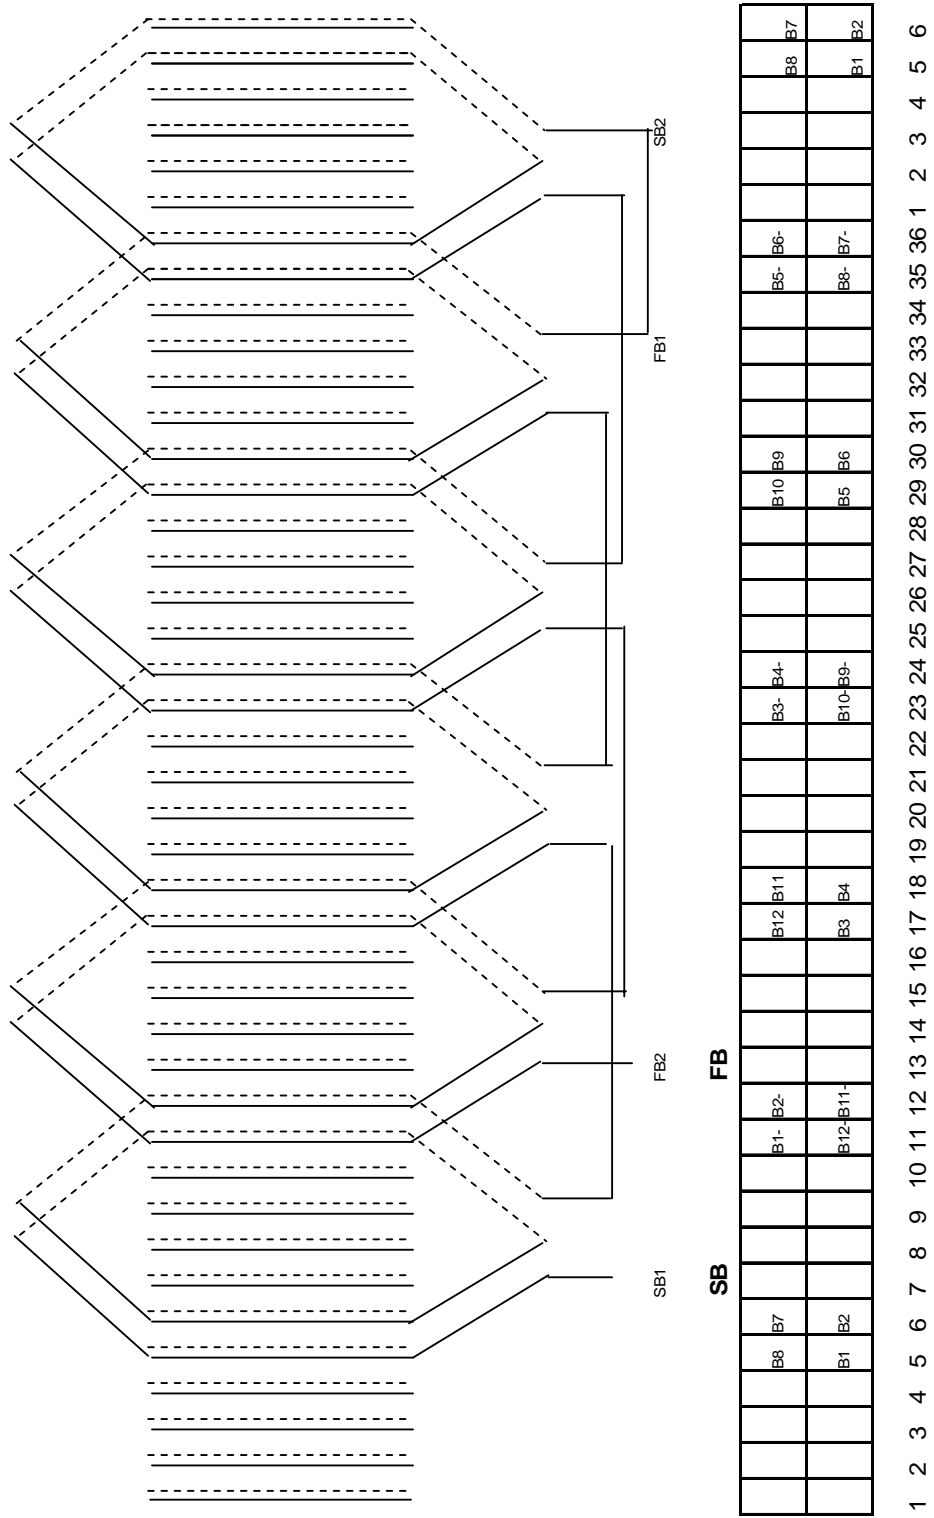 SB1 FB2 FB1 SB2
SB FB
B8 B7 B1- B2- B12 B11 B3- B4- B10 B9 B5- B6- B8 B7
B1 B2 B12- B11- B3 B4 B10- B9- B5 B6 B8- B7- B1 B2
1 2 3 4 5 6 7 8 9 10 11 12 13 14 15 16 17 18 19 20 21 22 23 24 25 26 27 28 29 30 31 32 33 34 35 36 1 2 3 4 5 6